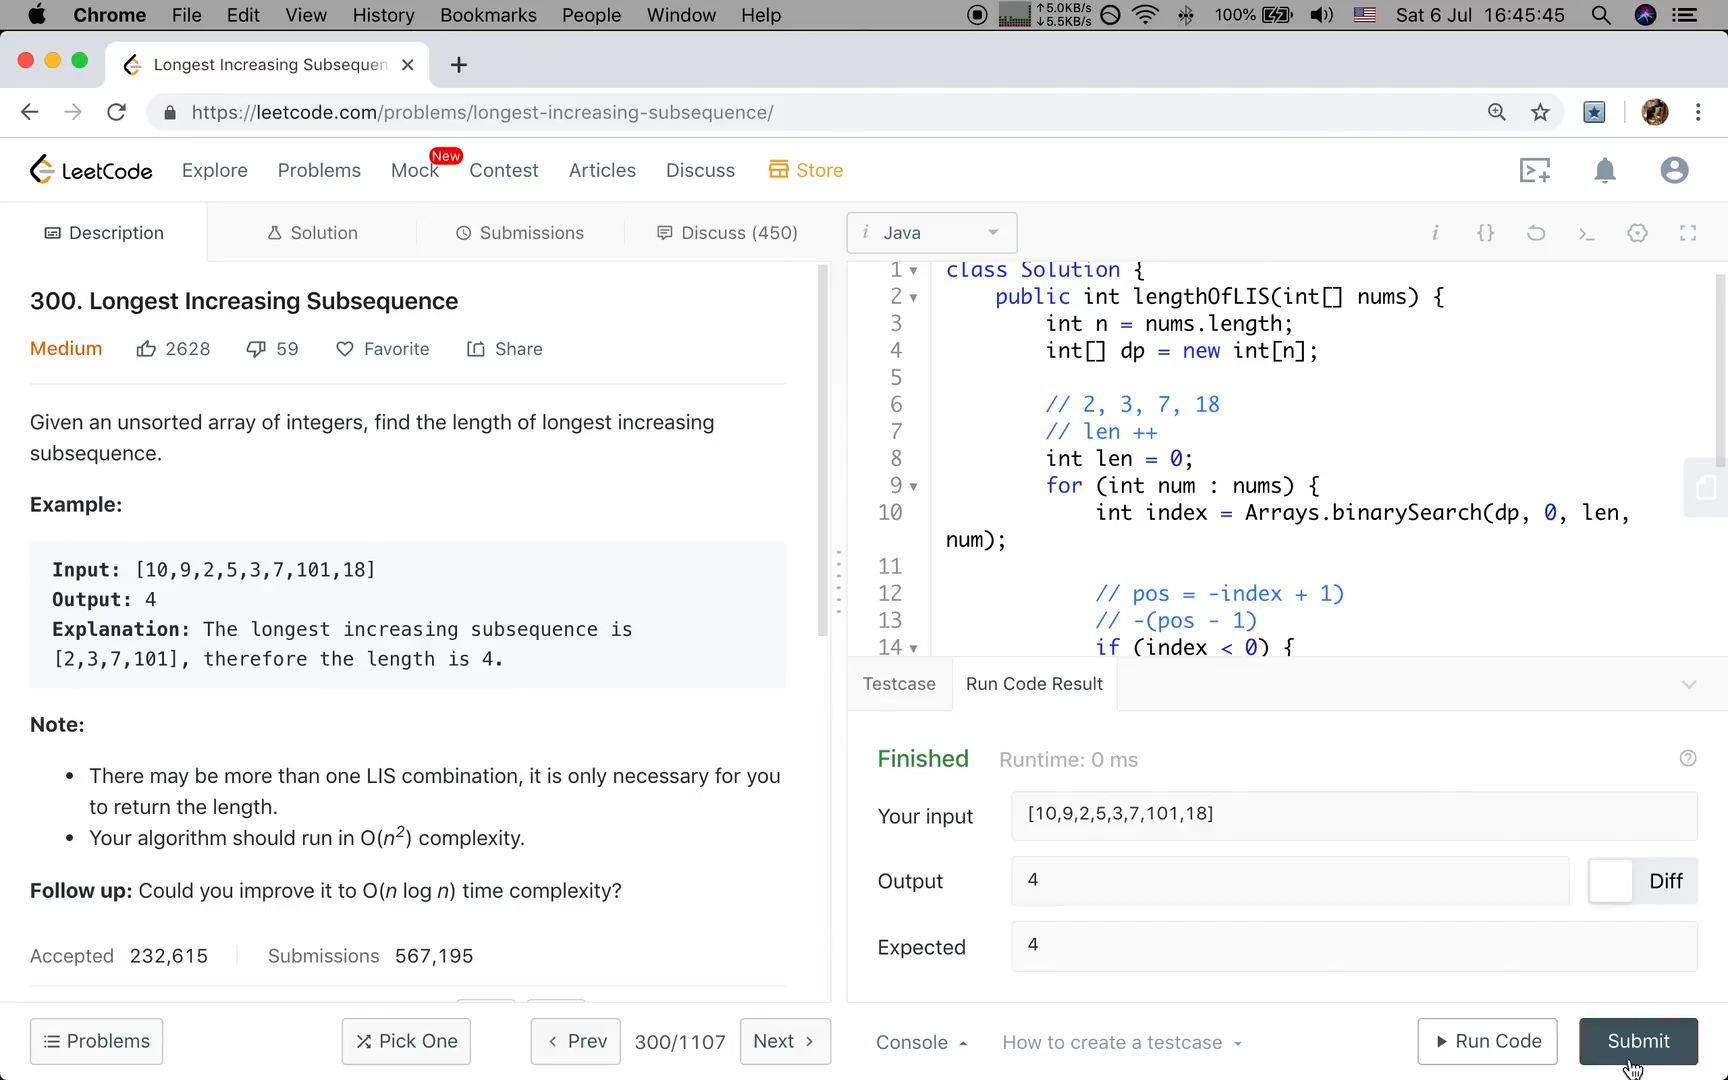 Chrome File Edit View History Bookmarks People Window Help ↑5.0KB/s ↓5.5KB/s 100% Sat 6 Jul 16:45:45
Longest Increasing Subsequen
https://leetcode.com/problems/longest-increasing-subsequence/
LeetCode Explore Problems Mock New Contest Articles Discuss Store
Description Solution Submissions Discuss (450)
i Java
300. Longest Increasing Subsequence
Medium 2628 59 Favorite Share
Given an unsorted array of integers, find the length of longest increasing
subsequence.
Example:
Input: [10,9,2,5,3,7,101,18]
Output: 4
Explanation: The longest increasing subsequence is
[2,3,7,101], therefore the length is 4.
Note:
• There may be more than one LIS combination, it is only necessary for you
to return the length.
• Your algorithm should run in O(n²) complexity.
Follow up: Could you improve it to O(n log n) time complexity?
Accepted 232,615 Submissions 567,195
Problems Pick One < Prev 300/1107 Next >
1 class Solution {
2 public int lengthOfLIS(int[] nums) {
3 int n = nums.length;
4 int[] dp = new int[n];
5
6 // 2, 3, 7, 18
7 // len ++
8 int len = 0;
9 for (int num : nums) {
10 int index = Arrays.binarySearch(dp, 0, len,
num);
11
12 // pos = -index + 1)
13 // -(pos - 1)
14 if (index < 0) {
Testcase Run Code Result
Finished Runtime: 0 ms
Your input [10,9,2,5,3,7,101,18]
Output 4 Diff
Expected 4
Console How to create a testcase Run Code Submit